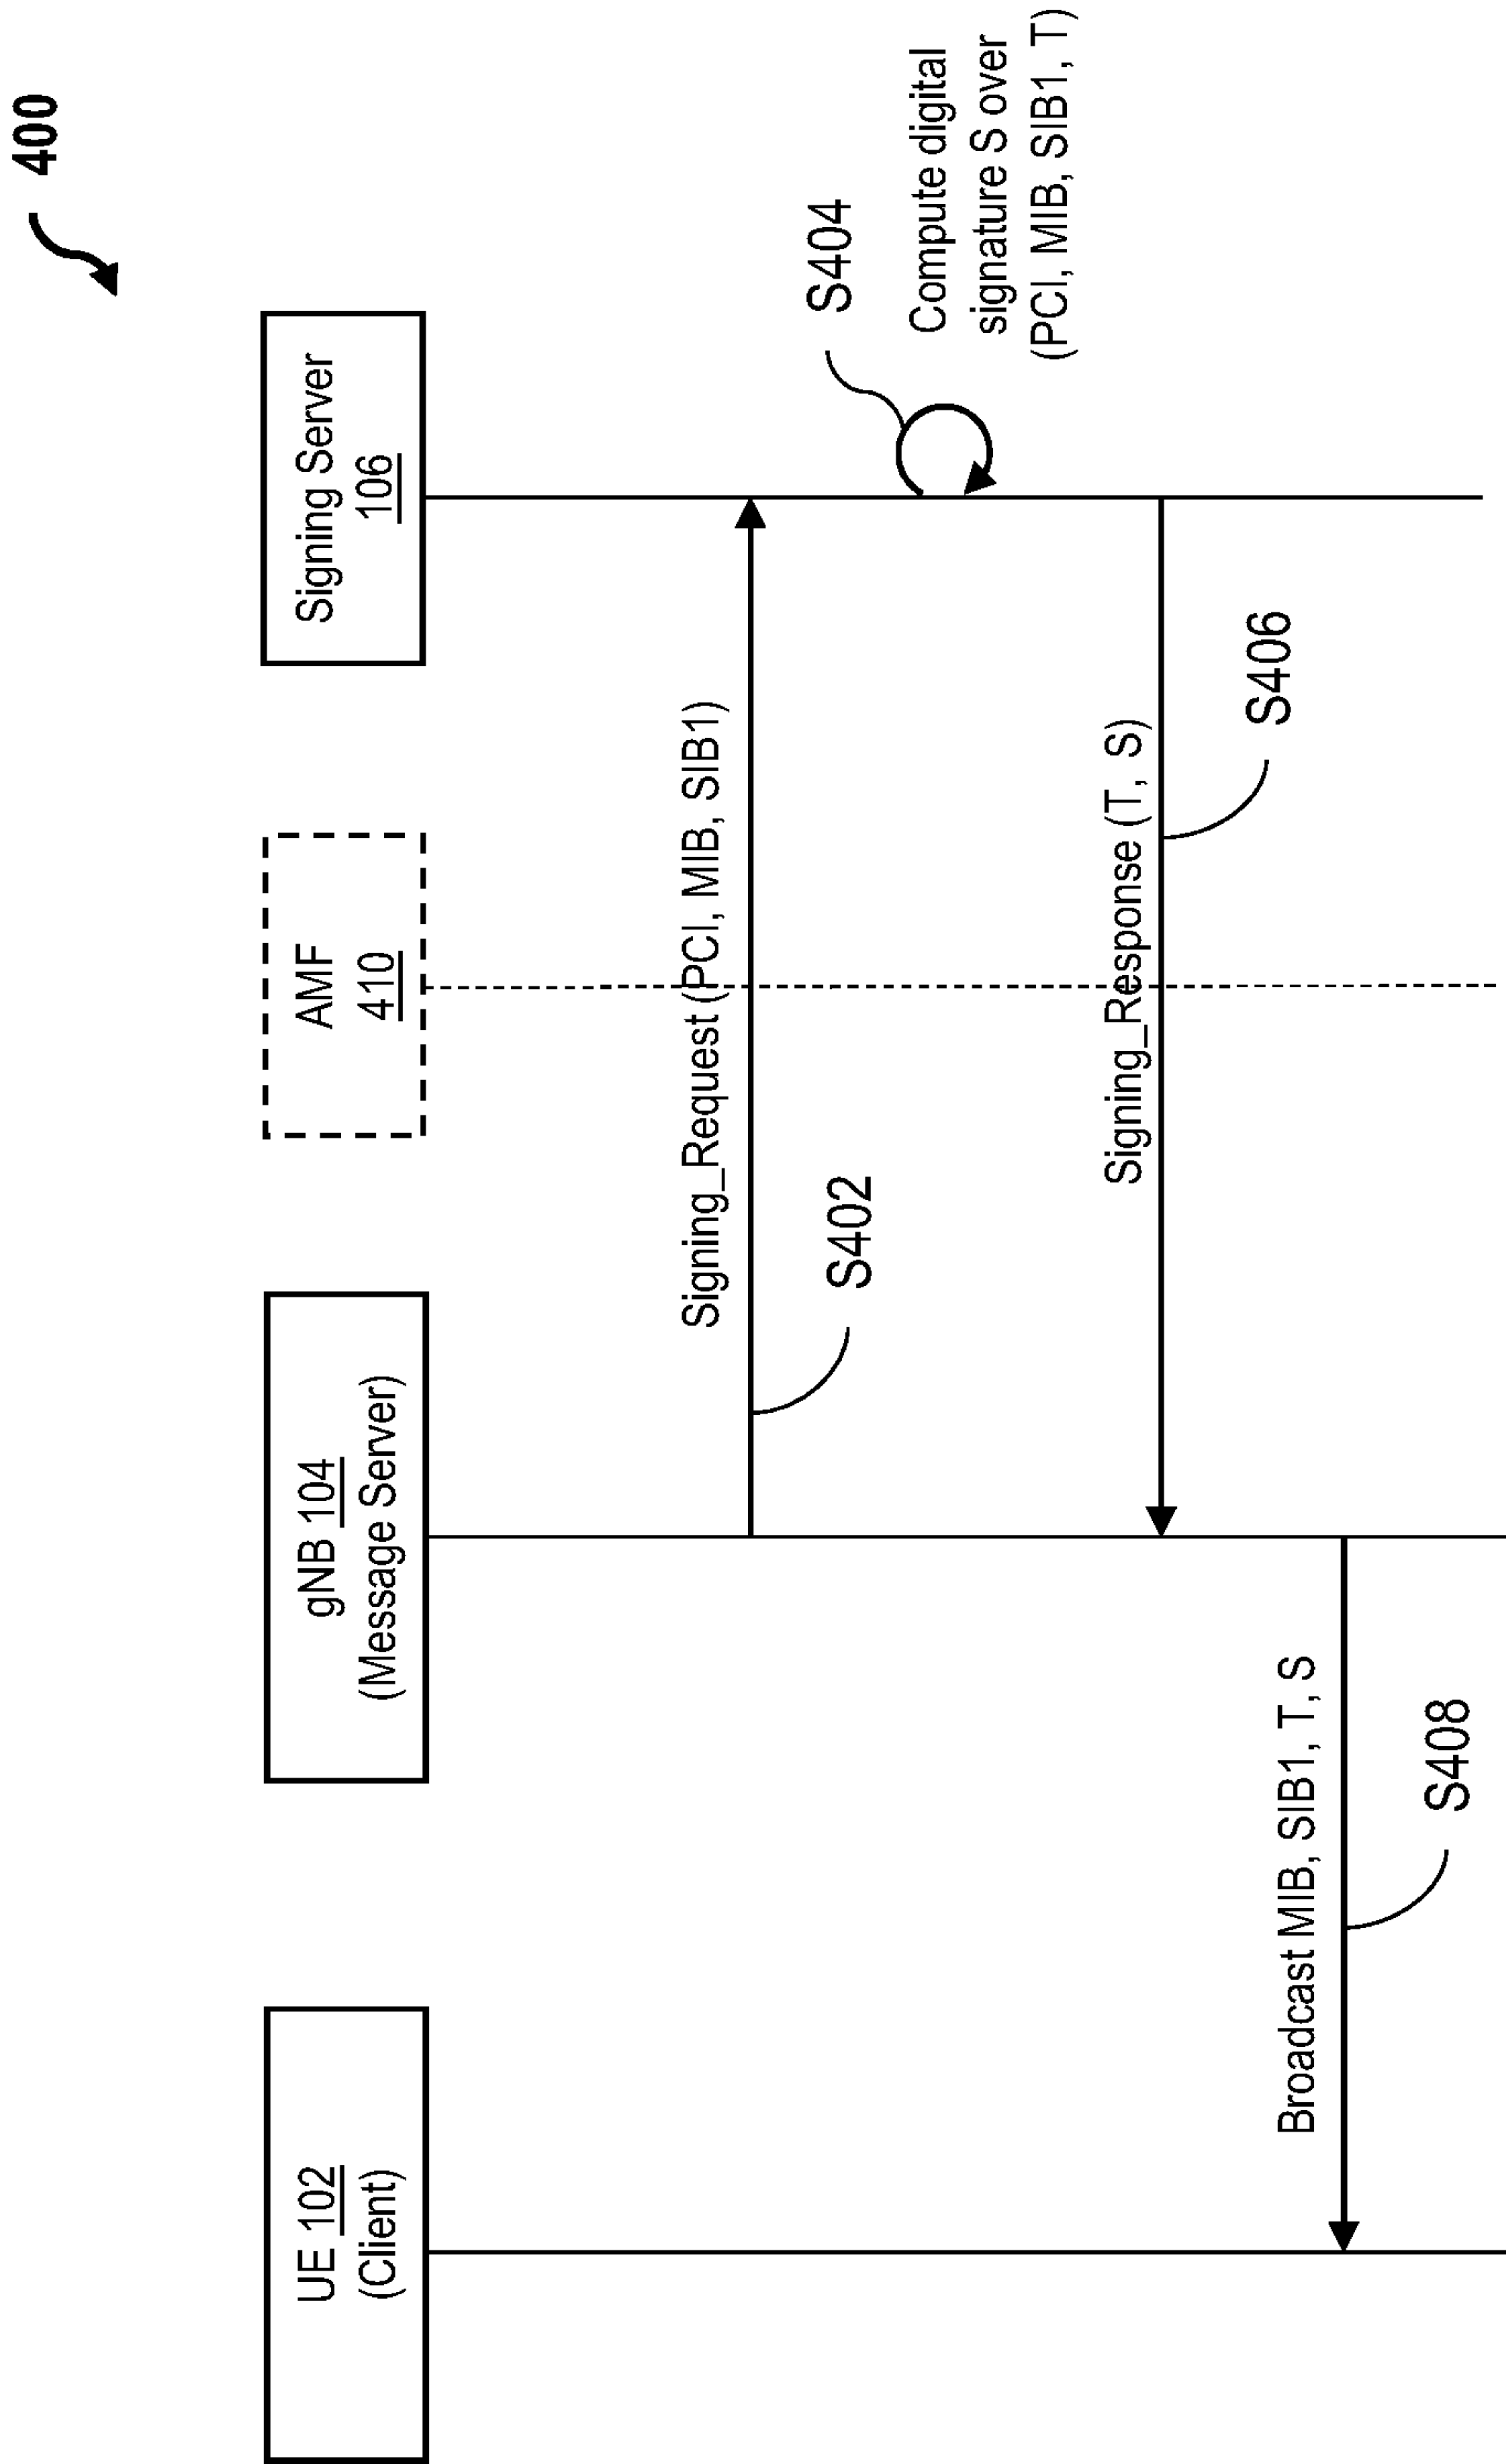 400
UE 102
(Client)
gNB 104
(Message Server)
AMF
410
Signing Server
106
Signing_Request (PCI, MIB, SIB1)
S402
S404
Compute digital
signature S over
(PCI, MIB, SIB1, T)
Signing_Response (T, S)
S406
Broadcast MIB, SIB1, T, S
S408